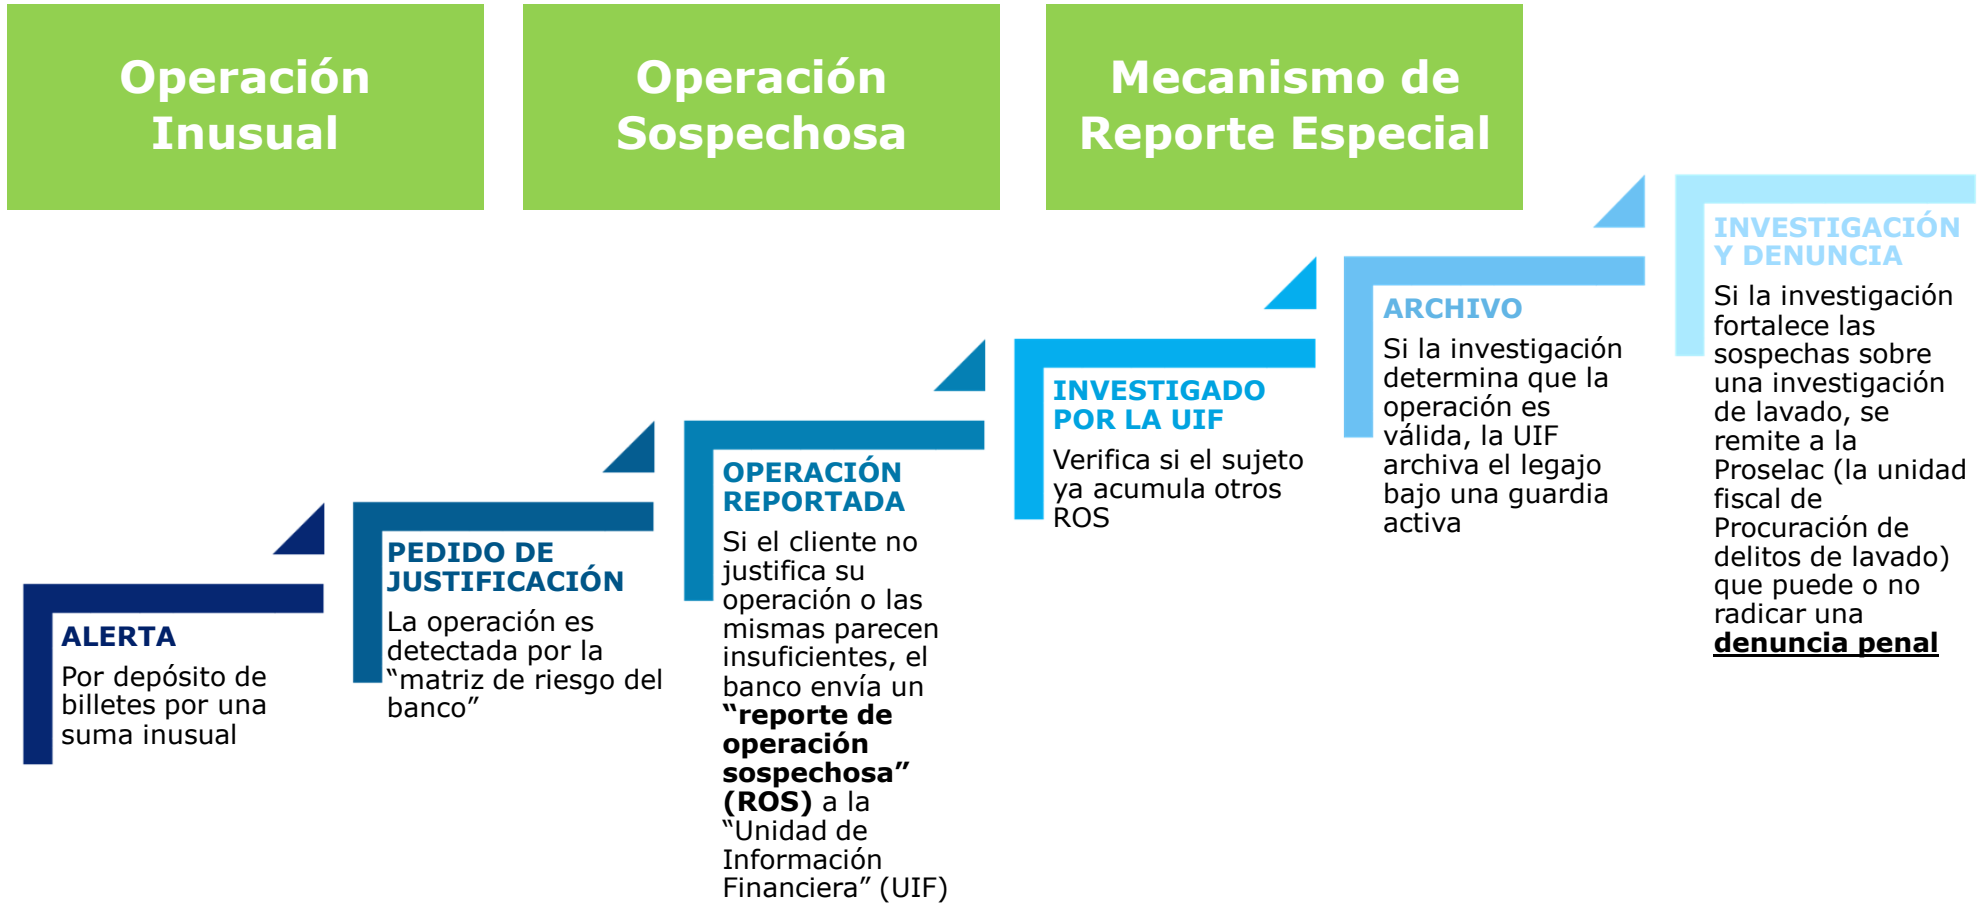 Operación
Inusual
Operación
Sospechosa
Mecanismo de
Reporte Especial
ALERTA
Por depósito de
billetes por una
suma inusual
PEDIDO DE
JUSTIFICACIÓN
La operación es
detectada por la
“matriz de riesgo del
banco”
OPERACIÓN
REPORTADA
Si el cliente no
justifica su
operación o las
mismas parecen
insuficientes, el
banco envía un
“reporte de
operación
sospechosa”
(ROS) a la
“Unidad de
Información
Financiera” (UIF)
INVESTIGADO
POR LA UIF
Verifica si el sujeto
ya acumula otros
ROS
ARCHIVO
Si la investigación
determina que la
operación es
válida, la UIF
archiva el legajo
bajo una guardia
activa
INVESTIGACIÓN
Y DENUNCIA
Si la investigación
fortalece las
sospechas sobre
una investigación
de lavado, se
remite a la
Proselac (la unidad
fiscal de
Procuración de
delitos de lavado)
que puede o no
radicar una
denuncia penal